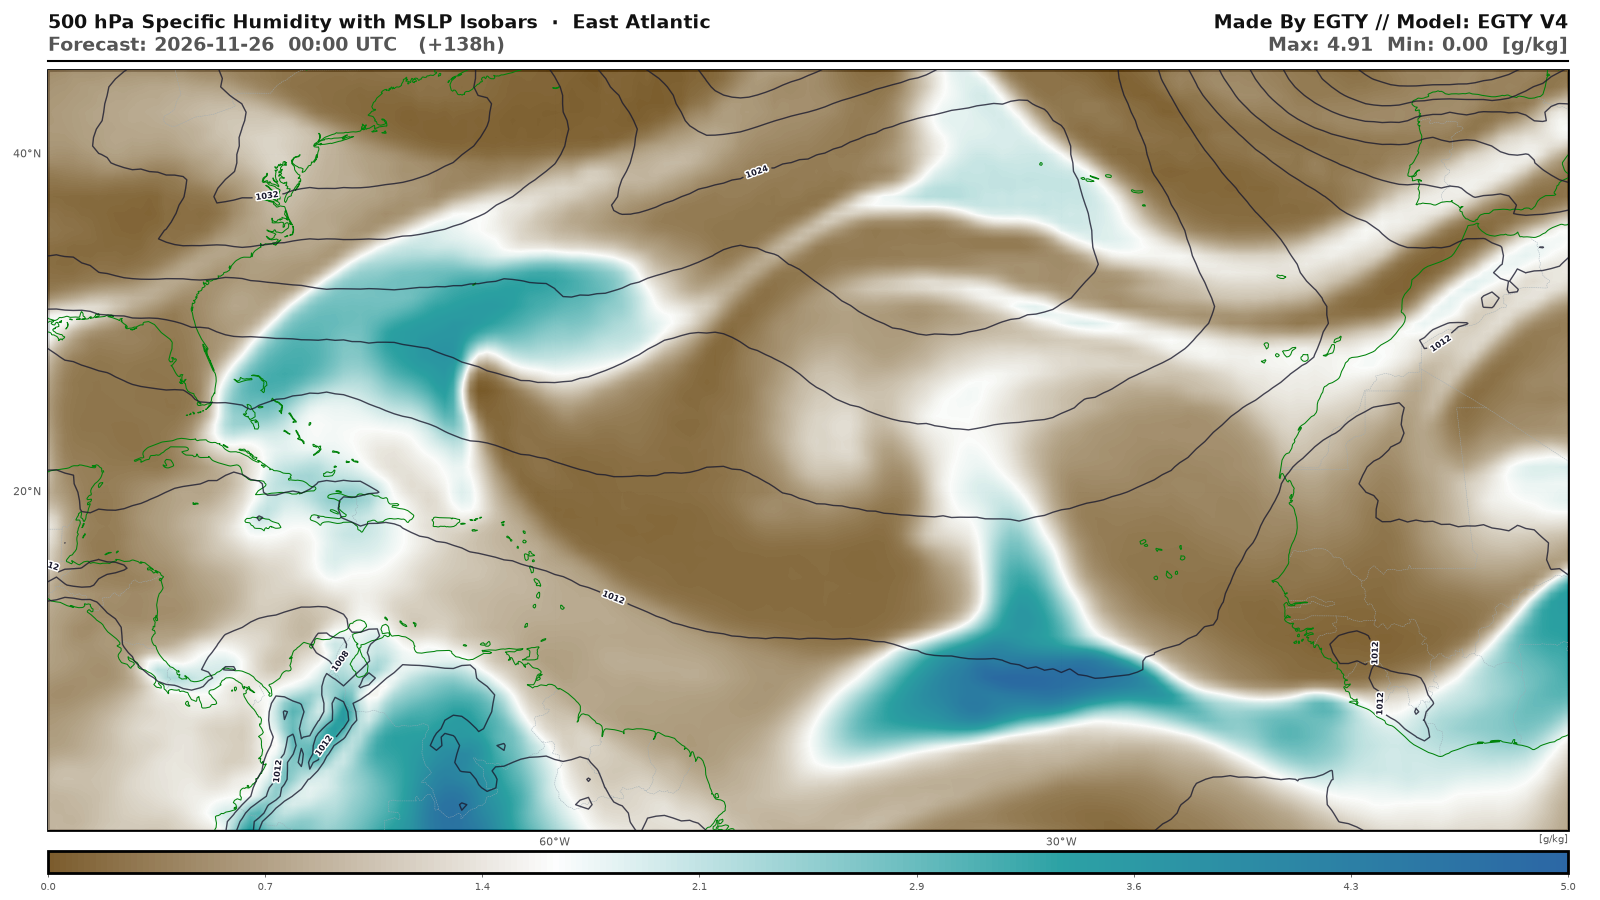 500 hPa Specific Humidity with MSLP Isobars · East Atlantic
Made By EGTY // Model: EGTY V4
Forecast: 2026-11-26 00:00 UTC (+138h)
Max: 4.91 Min: 0.00 [g/kg]
40°N
1024
1032
1012
20°N
12
1012
1012
1008
1012
1012
1012
60°W
30°W
[g/kg]
0.0
0.7
1.4
2.1
2.9
3.6
4.3
5.0